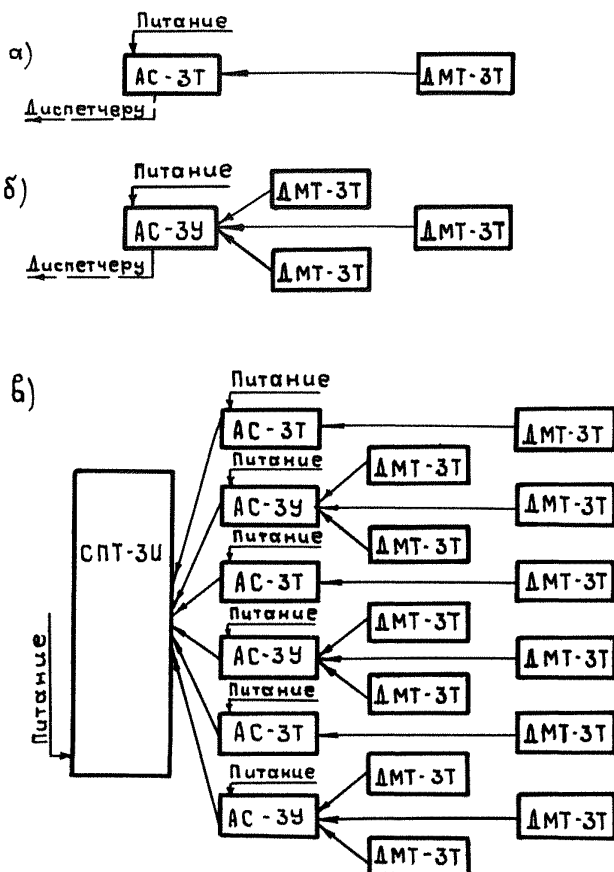 Питание
а)
АС-3Т
ДМТ-3Т
Диспетчеру
Питание
б)
ДМТ-3Т
АС-3У
ДМТ-3Т
Диспетчеру
ДМТ-3Т
в)
Питание
АС-3Т
ДМТ-3Т
Питание
ДМТ-3Т
АС-3У
ДМТ-3Т
Питание
ДМТ-3Т
СПТ-3И
АС-3Т
ДМТ-3Т
Питание
ДМТ-3Т
АС-3У
ДМТ-3Т
Питание
Питание
ДМТ-3Т
АС-3Т
ДМТ-3Т
Питание
ДМТ-3Т
АС-3У
ДМТ-3Т
ДМТ-3Т